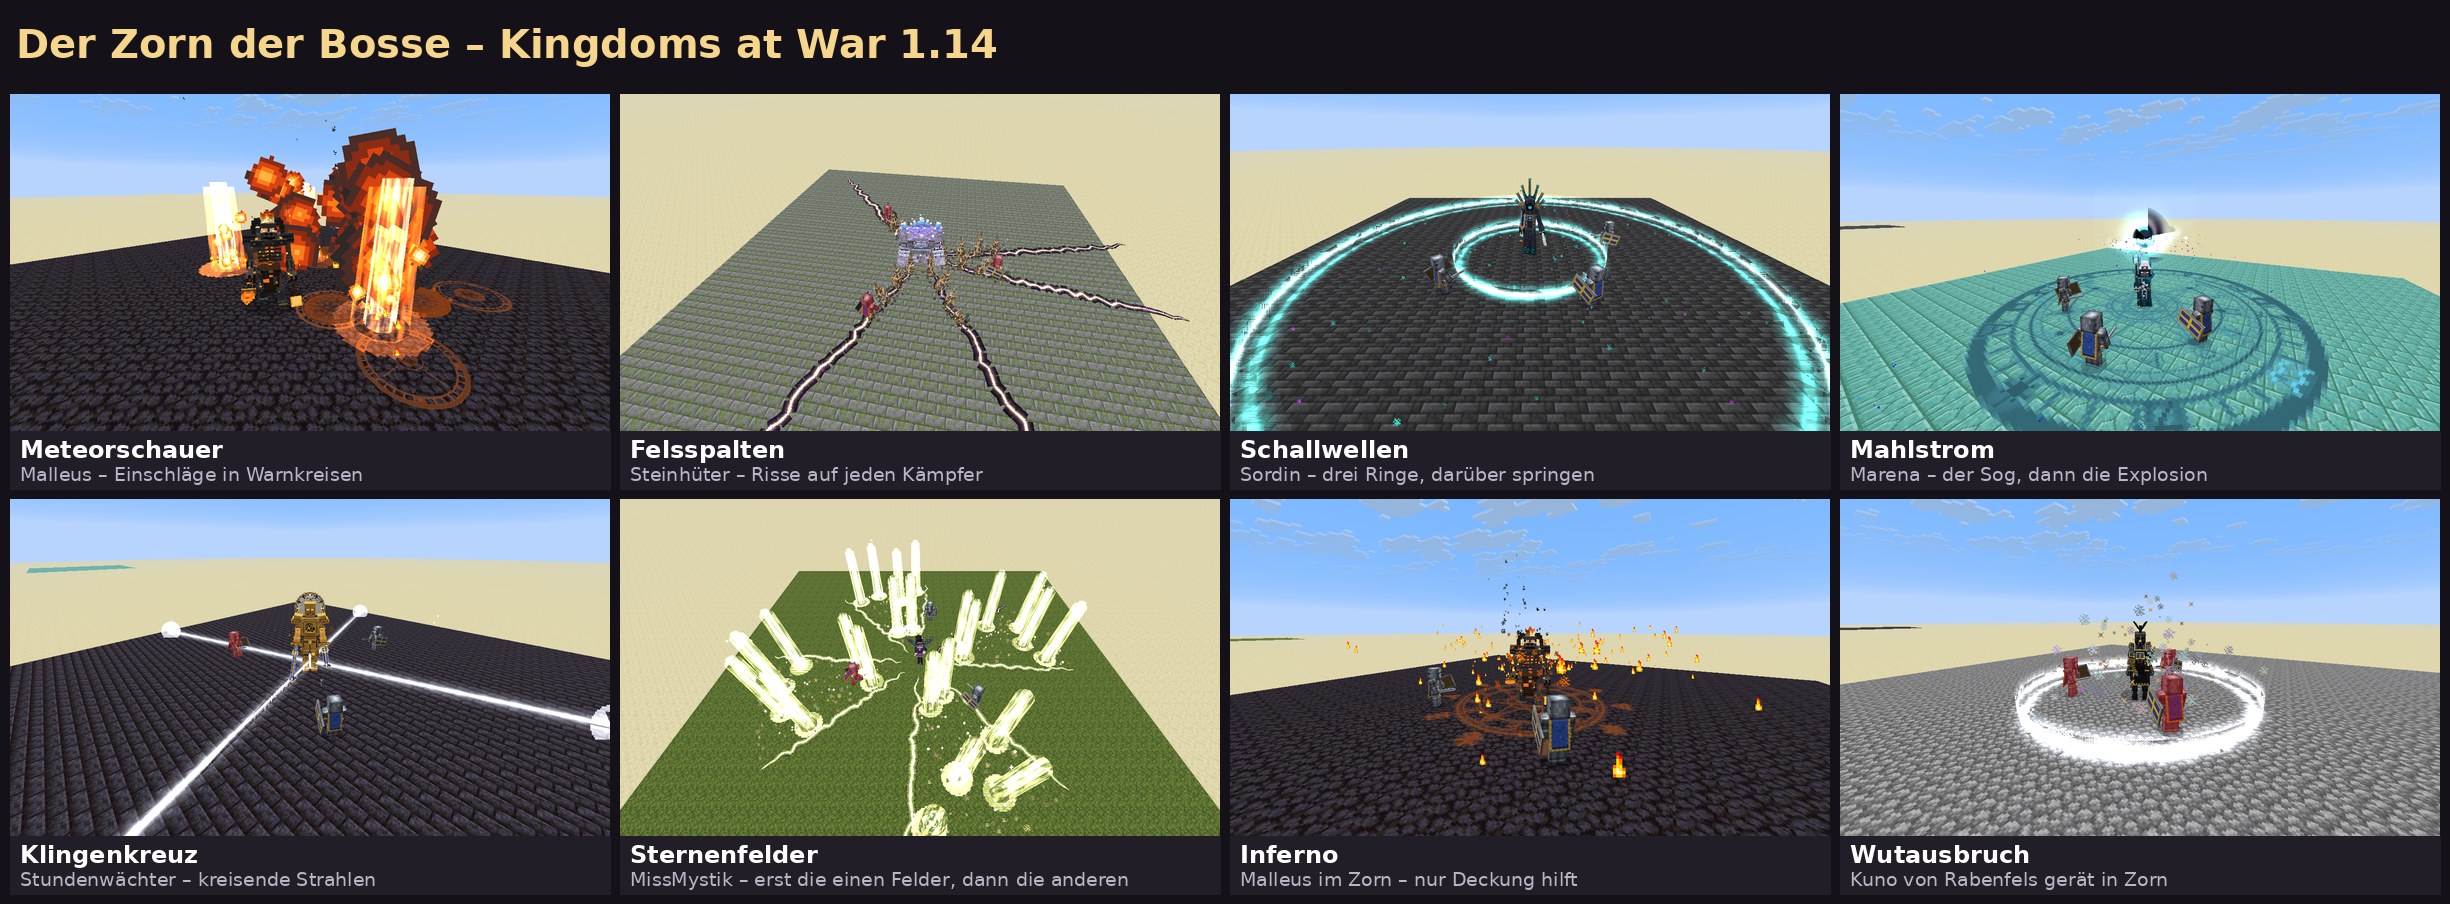 Der Zorn der Bosse – Kingdoms at War 1.14
Meteorschauer
Malleus – Einschläge in Warnkreisen
Felsspalten
Steinhüter – Risse auf jeden Kämpfer
Schallwellen
Sordin – drei Ringe, darüber springen
Mahlstrom
Marena – der Sog, dann die Explosion
Klingenkreuz
Stundenwächter – kreisende Strahlen
Sternenfelder
MissMystik – erst die einen Felder, dann die anderen
Inferno
Malleus im Zorn – nur Deckung hilft
Wutausbruch
Kuno von Rabenfels gerät in Zorn